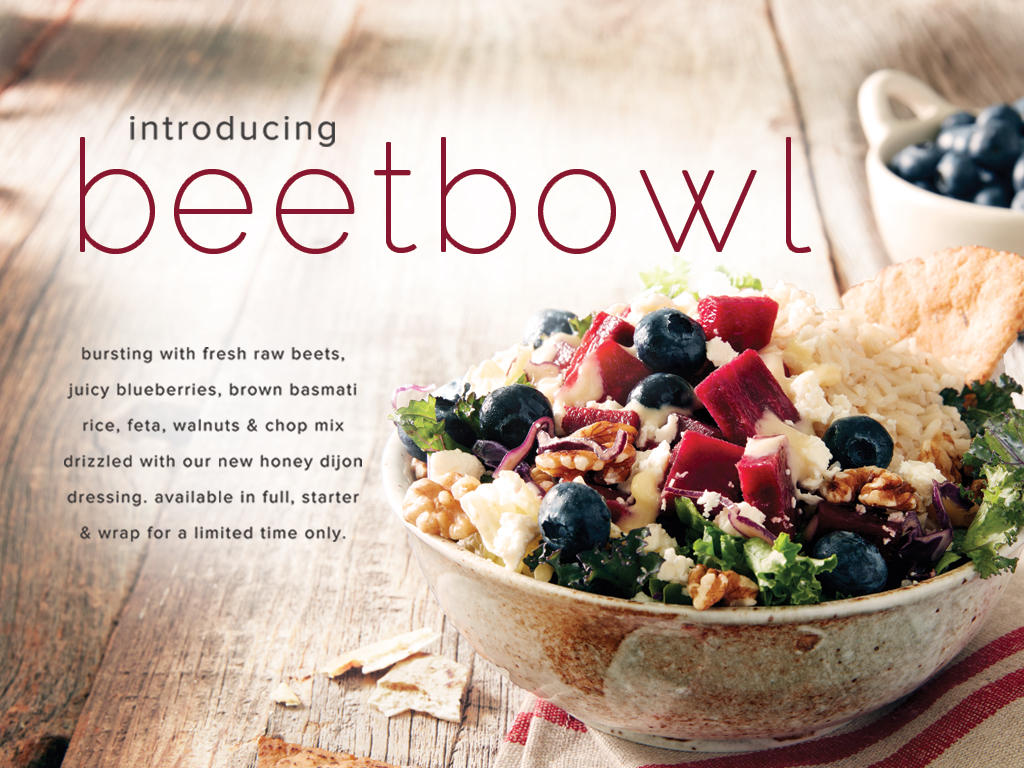 introducing
beetbowl
bursting with fresh raw beets,
juicy blueberries, brown basmati
rice, feta, walnuts & chop mix
drizzled with our new honey dijon
dressing. available in full, starter
& wrap for a limited time only.